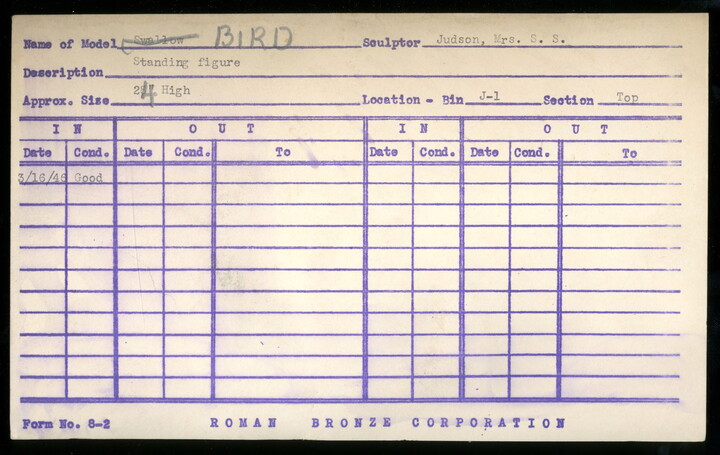 Name of Model Swallow BIRD Sculptor Judson, Mrs. S. S.
Description Standing figure
Approx. Size 24 High Location - Bin J-1 Section Top
IN OUT IN OUT
Date Cond. Date Cond. To Date Cond. Date Cond. To
3/16/46 Good
Form No. 8-2 ROMAN BRONZE CORPORATION